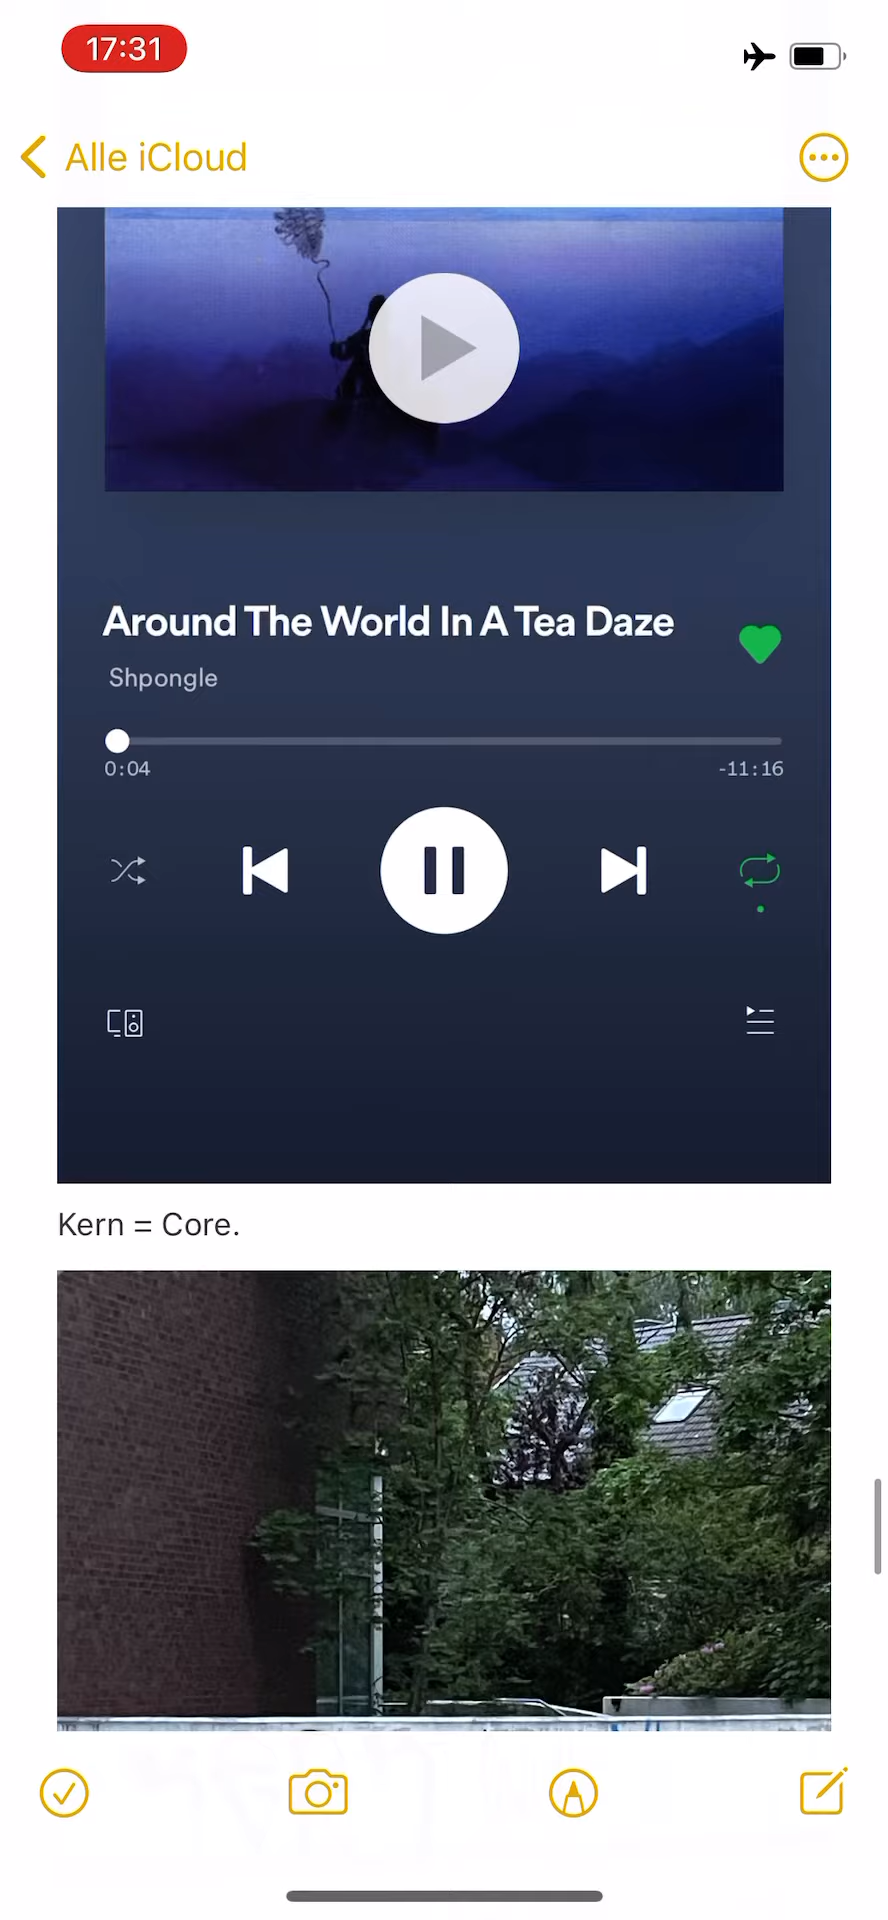 17:31
Alle iCloud
Around The World In A Tea Daze
Shpongle
0:04
-11:16
Kern = Core.